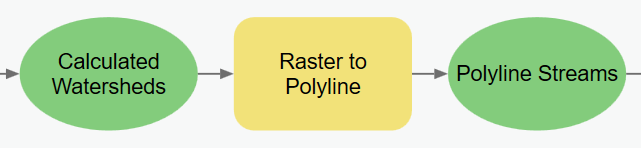 Calculated
Watersheds
Raster to
Polyline
Polyline Streams